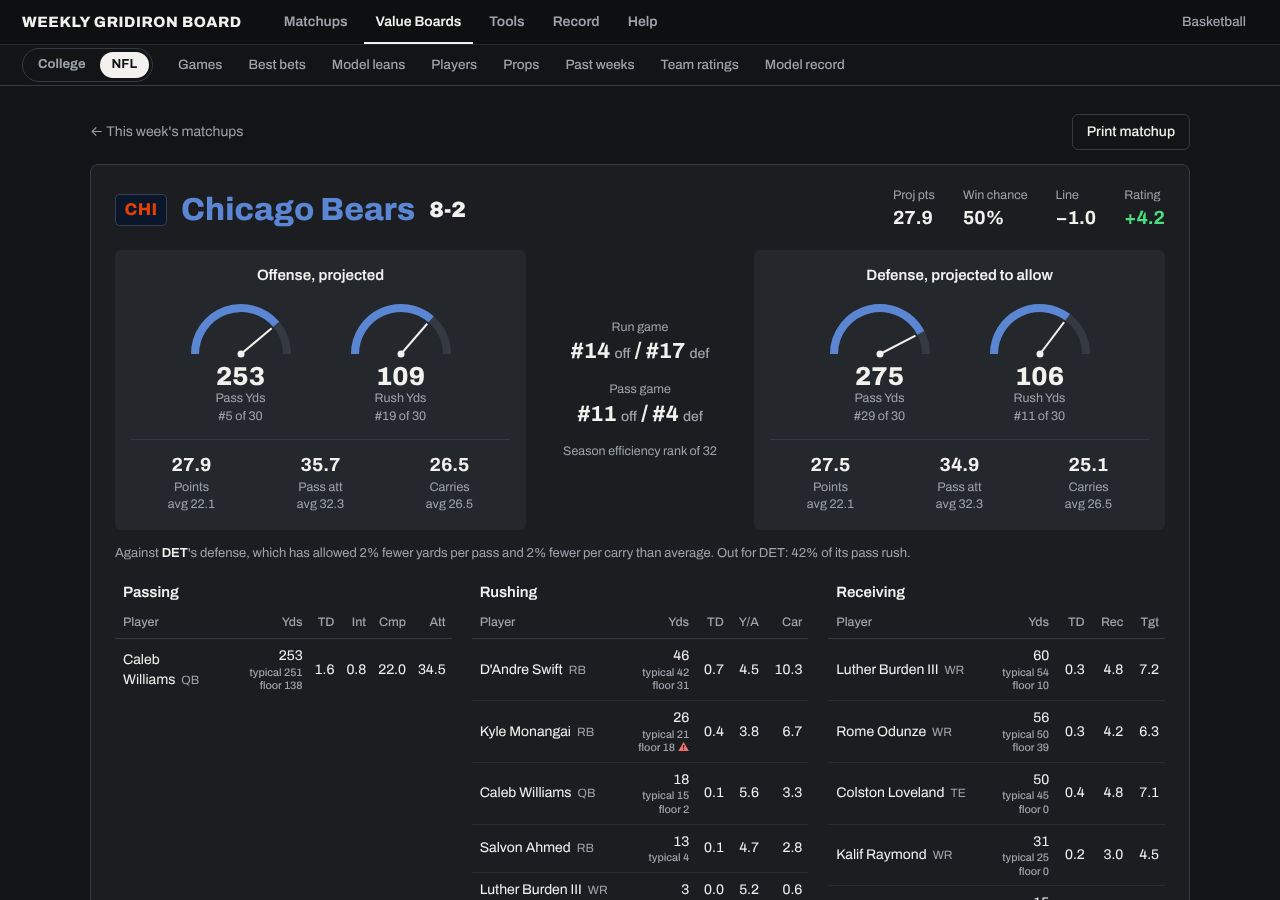 WEEKLY GRIDIRON BOARD Matchups Value Boards Tools Record Help Basketball
College NFL Games Best bets Model leans Players Props Past weeks Team ratings Model record
← This week's matchups Print matchup
CHI Chicago Bears 8-2
Proj pts Win chance Line Rating
27.9 50% −1.0 +4.2
Offense, projected
253 109
Pass Yds Rush Yds
#5 of 30 #19 of 30
27.9 35.7 26.5
Points Pass att Carries
avg 22.1 avg 32.3 avg 26.5
Run game
#14 off / #17 def
Pass game
#11 off / #4 def
Season efficiency rank of 32
Defense, projected to allow
275 106
Pass Yds Rush Yds
#29 of 30 #11 of 30
27.5 34.9 25.1
Points Pass att Carries
avg 22.1 avg 32.3 avg 26.5
Against DET's defense, which has allowed 2% fewer yards per pass and 2% fewer per carry than average. Out for DET: 42% of its pass rush.
Passing
Player Yds TD Int Cmp Att
Caleb Williams QB 253 1.6 0.8 22.0 34.5
typical 251
floor 138
Rushing
Player Yds TD Y/A Car
D'Andre Swift RB 46 0.7 4.5 10.3
typical 42
floor 31
Kyle Monangai RB 26 0.4 3.8 6.7
typical 21
floor 18
Caleb Williams QB 18 0.1 5.6 3.3
typical 15
floor 2
Salvon Ahmed RB 13 0.1 4.7 2.8
typical 4
Luther Burden III WR 3 0.0 5.2 0.6
Receiving
Player Yds TD Rec Tgt
Luther Burden III WR 60 0.3 4.8 7.2
typical 54
floor 10
Rome Odunze WR 56 0.3 4.2 6.3
typical 50
floor 39
Colston Loveland TE 50 0.4 4.8 7.1
typical 45
floor 0
Kalif Raymond WR 31 0.2 3.0 4.5
typical 25
floor 0